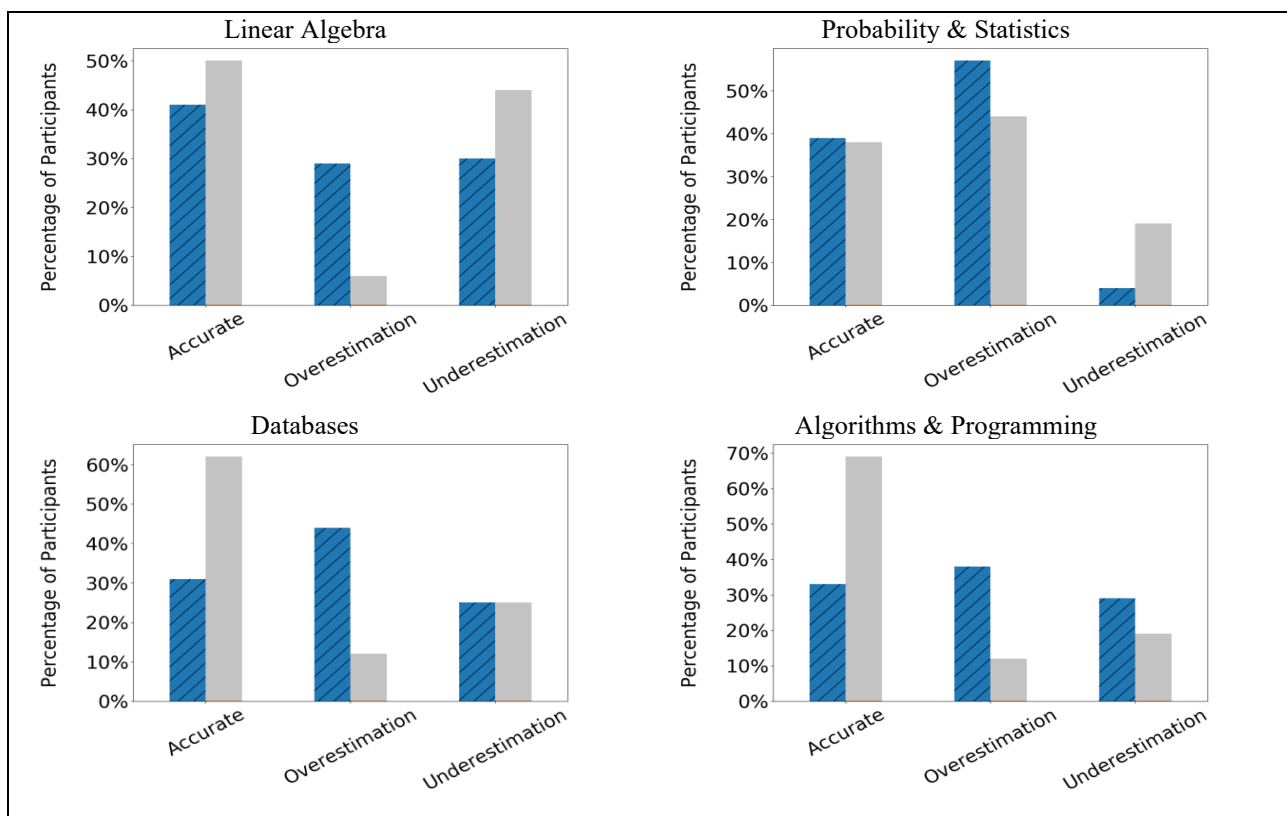 Linear Algebra
Percentage of Participants
50%
40%
30%
20%
10%
0%
Accurate
Overestimation
Underestimation
Probability & Statistics
Percentage of Participants
50%
40%
30%
20%
10%
0%
Accurate
Overestimation
Underestimation
Databases
Percentage of Participants
60%
50%
40%
30%
20%
10%
0%
Accurate
Overestimation
Underestimation
Algorithms & Programming
Percentage of Participants
70%
60%
50%
40%
30%
20%
10%
0%
Accurate
Overestimation
Underestimation